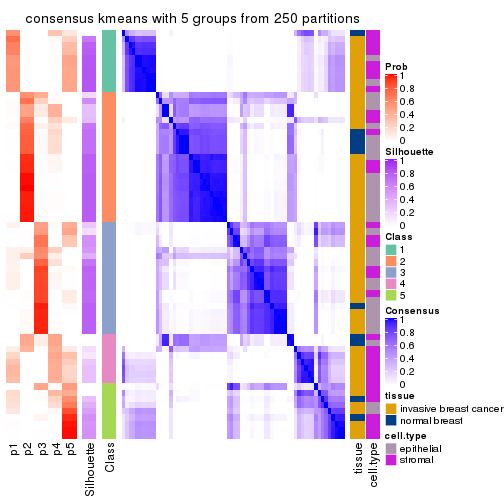 consensus kmeans with 5 groups from 250 partitions
Prob
1
0.8
0.6
0.4
0.2
0
Silhouette
1
0.8
0.6
0.4
0.2
0
Class
1
2
3
4
5
Consensus
1
0.8
0.6
0.4
0.2
0
tissue
invasive breast cancer
normal breast
cell.type
epithelial
stromal
p1
p2
p3
p4
p5
Silhouette
Class
tissue
cell.type